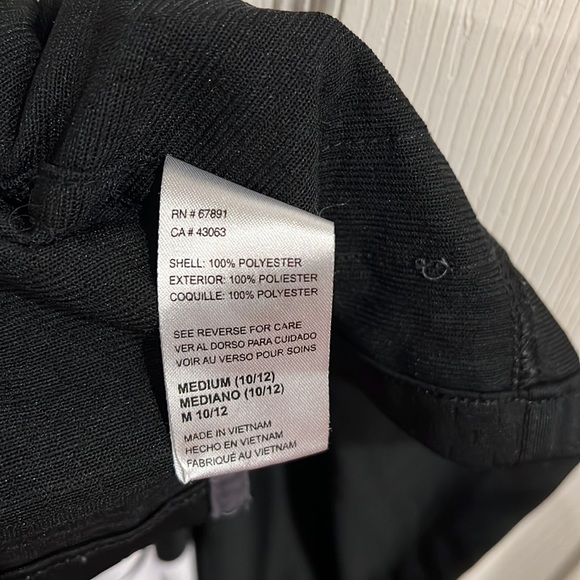 RN # 67891
CA # 43063
SHELL: 100% POLYESTER
EXTERIOR: 100% POLIESTER
COQUILLE: 100% POLYESTER
SEE REVERSE FOR CARE
VER AL DORSO PARA CUIDADO
VOIR AU VERSO POUR SOINS
MEDIUM (10/12)
MEDIANO (10/12)
M 10/12
MADE IN VIETNAM
HECHO EN VIETNAM
FABRIQUÉ AU VIETNAM